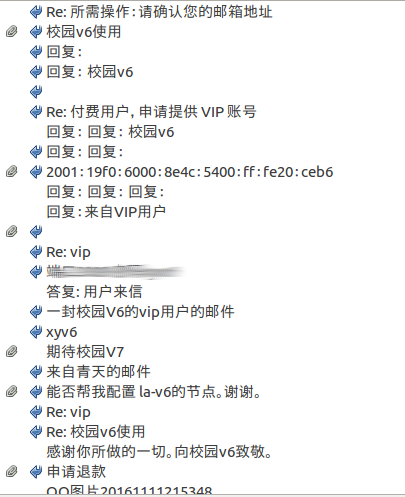 Re: 所需操作：请确认您的邮箱地址
校园v6使用
回复：
回复：校园v6
Re: 付费用户，申请提供 VIP 账号
回复: 回复: 校园v6
回复: 回复:
2001:19f0:6000:8e4c:5400:ff:fe20:ceb6
回复: 回复: 回复:
回复:来自VIP用户
Re: vip
答复: 用户来信
一封校园V6的vip用户的邮件
xyv6
期待校园V7
来自青天的邮件
能否帮我配置 la-v6的节点。谢谢。
Re: vip
Re: 校园v6使用
感谢你所做的一切。向校园v6致敬。
申请退款
QQ图片20161111215348